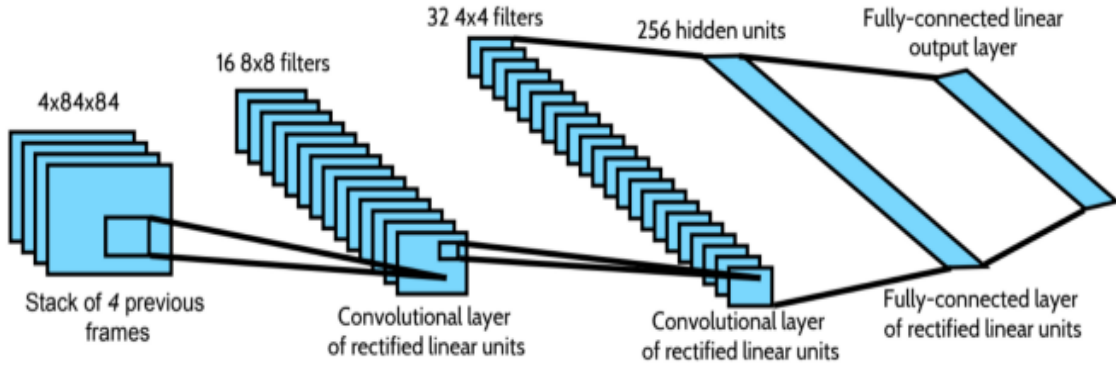 4x84x84
16 8x8 filters
32 4x4 filters
256 hidden units
Fully-connected linear
output layer
Stack of 4 previous
frames
Convolutional layer
of rectified linear units
Convolutional layer
of rectified linear units
Fully-connected layer
of rectified linear units